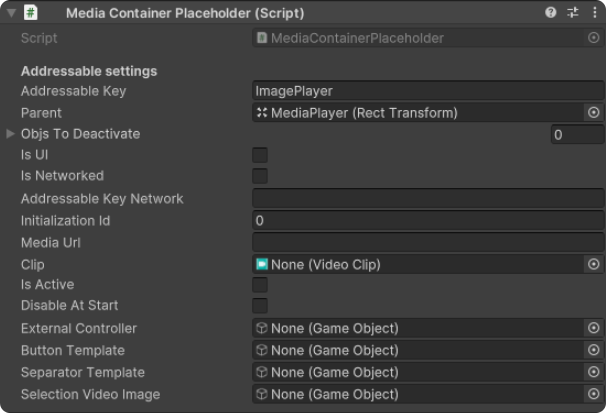 Media Container Placeholder (Script)
Script MediaContainerPlaceholder
Addressable settings
Addressable Key ImagePlayer
Parent MediaPlayer (Rect Transform)
Objs To Deactivate 0
Is UI
Is Networked
Addressable Key Network
Initialization Id 0
Media Url
Clip None (Video Clip)
Is Active
Disable At Start
External Controller None (Game Object)
Button Template None (Game Object)
Separator Template None (Game Object)
Selection Video Image None (Game Object)